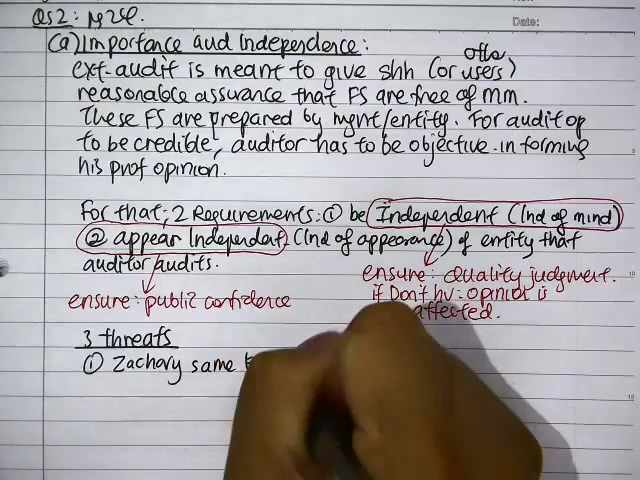 Qs2: M24.
Date:
(a) Importance and Independence:
othe
ext-audit is meant to give shh (or users)
reasonable assurance that FS are free of MM.
These FS are prepared by mgnt/entity. For audit op
to be credible, auditor has to be objective in forming
his prof opinion.
For that; 2 Requirements: ① be Independent (Ind of mind)
② appear Independent (Ind of appearance) of entity that
auditor audits.
ensure: quality judgment.
ensure: public confidence
if Don't hv: opinion is
affected.
3 threats
① Zachary same